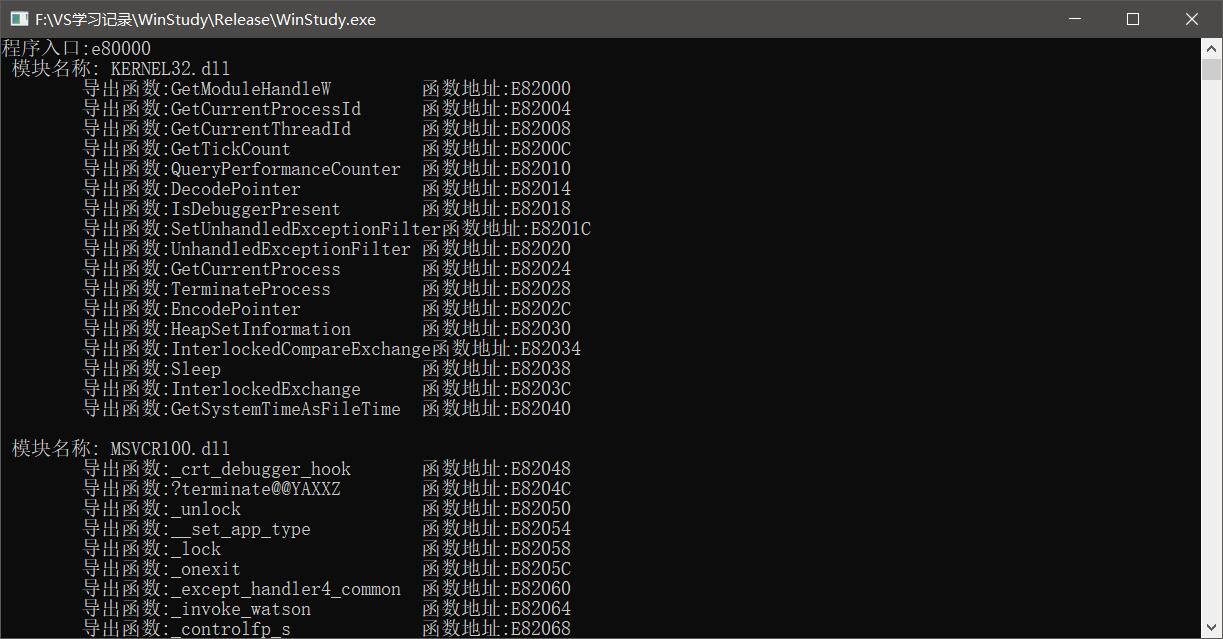 F:\VS学习记录\WinStudy\Release\WinStudy.exe
程序入口:e80000
模块名称: KERNEL32.dll
导出函数:GetModuleHandleW 函数地址:E82000
导出函数:GetCurrentProcessId 函数地址:E82004
导出函数:GetCurrentThreadId 函数地址:E82008
导出函数:GetTickCount 函数地址:E8200C
导出函数:QueryPerformanceCounter 函数地址:E82010
导出函数:DecodePointer 函数地址:E82014
导出函数:IsDebuggerPresent 函数地址:E82018
导出函数:SetUnhandledExceptionFilter函数地址:E8201C
导出函数:UnhandledExceptionFilter 函数地址:E82020
导出函数:GetCurrentProcess 函数地址:E82024
导出函数:TerminateProcess 函数地址:E82028
导出函数:EncodePointer 函数地址:E8202C
导出函数:HeapSetInformation 函数地址:E82030
导出函数:InterlockedCompareExchange函数地址:E82034
导出函数:Sleep 函数地址:E82038
导出函数:InterlockedExchange 函数地址:E8203C
导出函数:GetSystemTimeAsFileTime 函数地址:E82040
模块名称: MSVCR100.dll
导出函数:_crt_debugger_hook 函数地址:E82048
导出函数:?terminate@@YAXXZ 函数地址:E8204C
导出函数:_unlock 函数地址:E82050
导出函数:__set_app_type 函数地址:E82054
导出函数:_lock 函数地址:E82058
导出函数:_onexit 函数地址:E8205C
导出函数:_except_handler4_common 函数地址:E82060
导出函数:_invoke_watson 函数地址:E82064
导出函数:_controlfp_s 函数地址:E82068